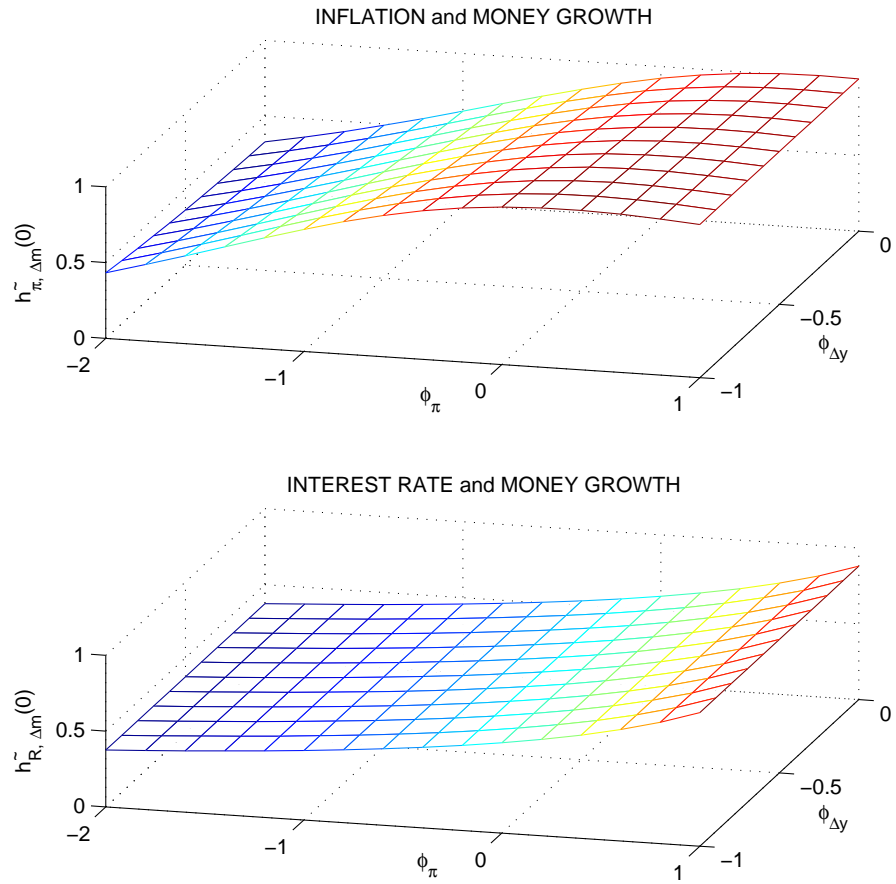 INFLATION and MONEY GROWTH
1
0.5
0
h~π, Δm(0)
−2
−1
0
1
ϕπ
−1
−0.5
0
ϕΔy
INTEREST RATE and MONEY GROWTH
1
0.5
0
h~R, Δm(0)
−2
−1
0
1
ϕπ
−1
−0.5
0
ϕΔy